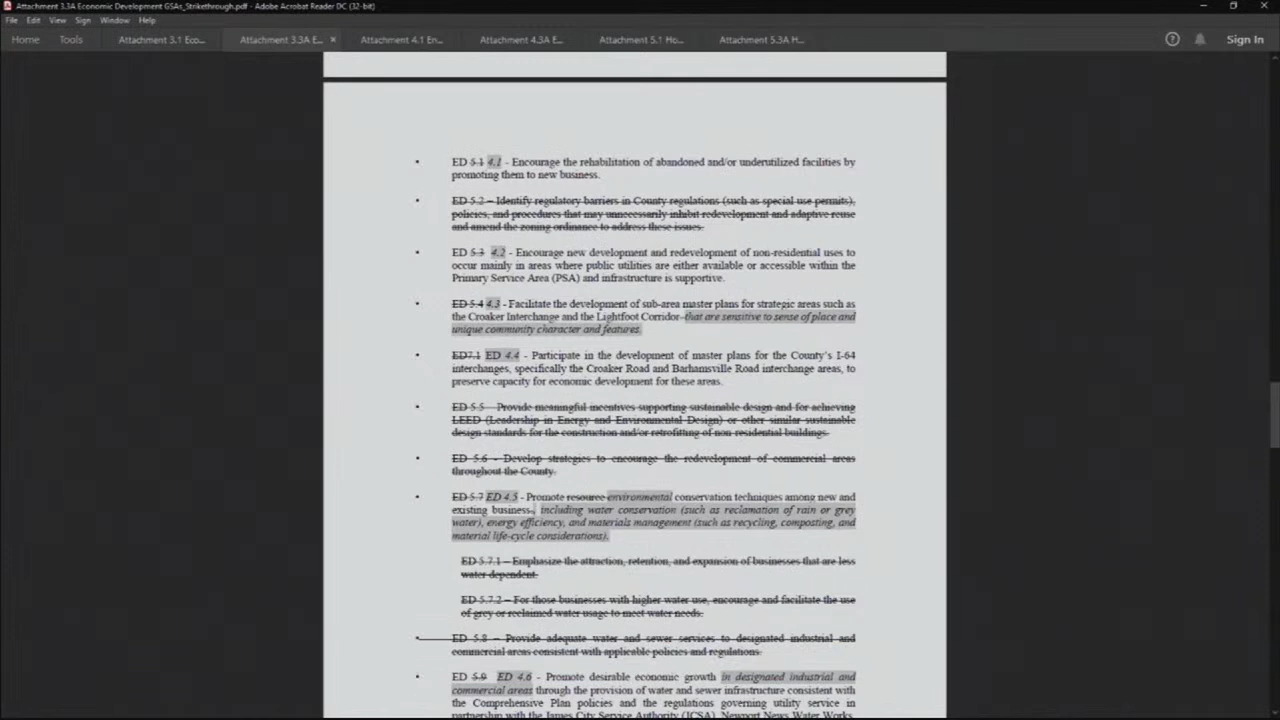 Attachment 3.3A Economic Development GSAs_Strikethrough.pdf - Adobe Acrobat Reader DC (32-bit)
File Edit View Sign Window Help
Home Tools Attachment 3.1 Eco... Attachment 3.3A E... × Attachment 4.1 En... Attachment 4.3A E... Attachment 5.1 Ho... Attachment 5.3A H... Sign In
• ED 5.1 4.1 - Encourage the rehabilitation of abandoned and/or underutilized facilities by
promoting them to new business.
• ED 5.2 – Identify regulatory barriers in County regulations (such as special use permits),
policies, and procedures that may unnecessarily inhibit redevelopment and adaptive reuse
and amend the zoning ordinance to address these issues.
• ED 5.3 4.2 - Encourage new development and redevelopment of non-residential uses to
occur mainly in areas where public utilities are either available or accessible within the
Primary Service Area (PSA) and infrastructure is supportive.
• ED 5.4 4.3 - Facilitate the development of sub-area master plans for strategic areas such as
the Croaker Interchange and the Lightfoot Corridor that are sensitive to sense of place and
unique community character and features.
• ED7.1 ED 4.4 - Participate in the development of master plans for the County's I-64
interchanges, specifically the Croaker Road and Barhamsville Road interchange areas, to
preserve capacity for economic development for these areas.
• ED 5.5 – Provide meaningful incentives supporting sustainable design and for achieving
LEED (Leadership in Energy and Environmental Design) or other similar sustainable
design standards for the construction and/or retrofitting of non-residential buildings.
• ED 5.6 – Develop strategies to encourage the redevelopment of commercial areas
throughout the County.
• ED 5.7 ED 4.5 - Promote resource environmental conservation techniques among new and
existing business, including water conservation (such as reclamation of rain or grey
water), energy efficiency, and materials management (such as recycling, composting, and
material life-cycle considerations).
ED 5.7.1 – Emphasize the attraction, retention, and expansion of businesses that are less
water dependent.
ED 5.7.2 – For those businesses with higher water use, encourage and facilitate the use
of grey or reclaimed water usage to meet water needs.
• ED 5.8 – Provide adequate water and sewer services to designated industrial and
commercial areas consistent with applicable policies and regulations.
• ED 5.9 ED 4.6 - Promote desirable economic growth in designated industrial and
commercial areas through the provision of water and sewer infrastructure consistent with
the Comprehensive Plan policies and the regulations governing utility service in
partnership with the James City Service Authority (JCSA), Newport News Water Works,